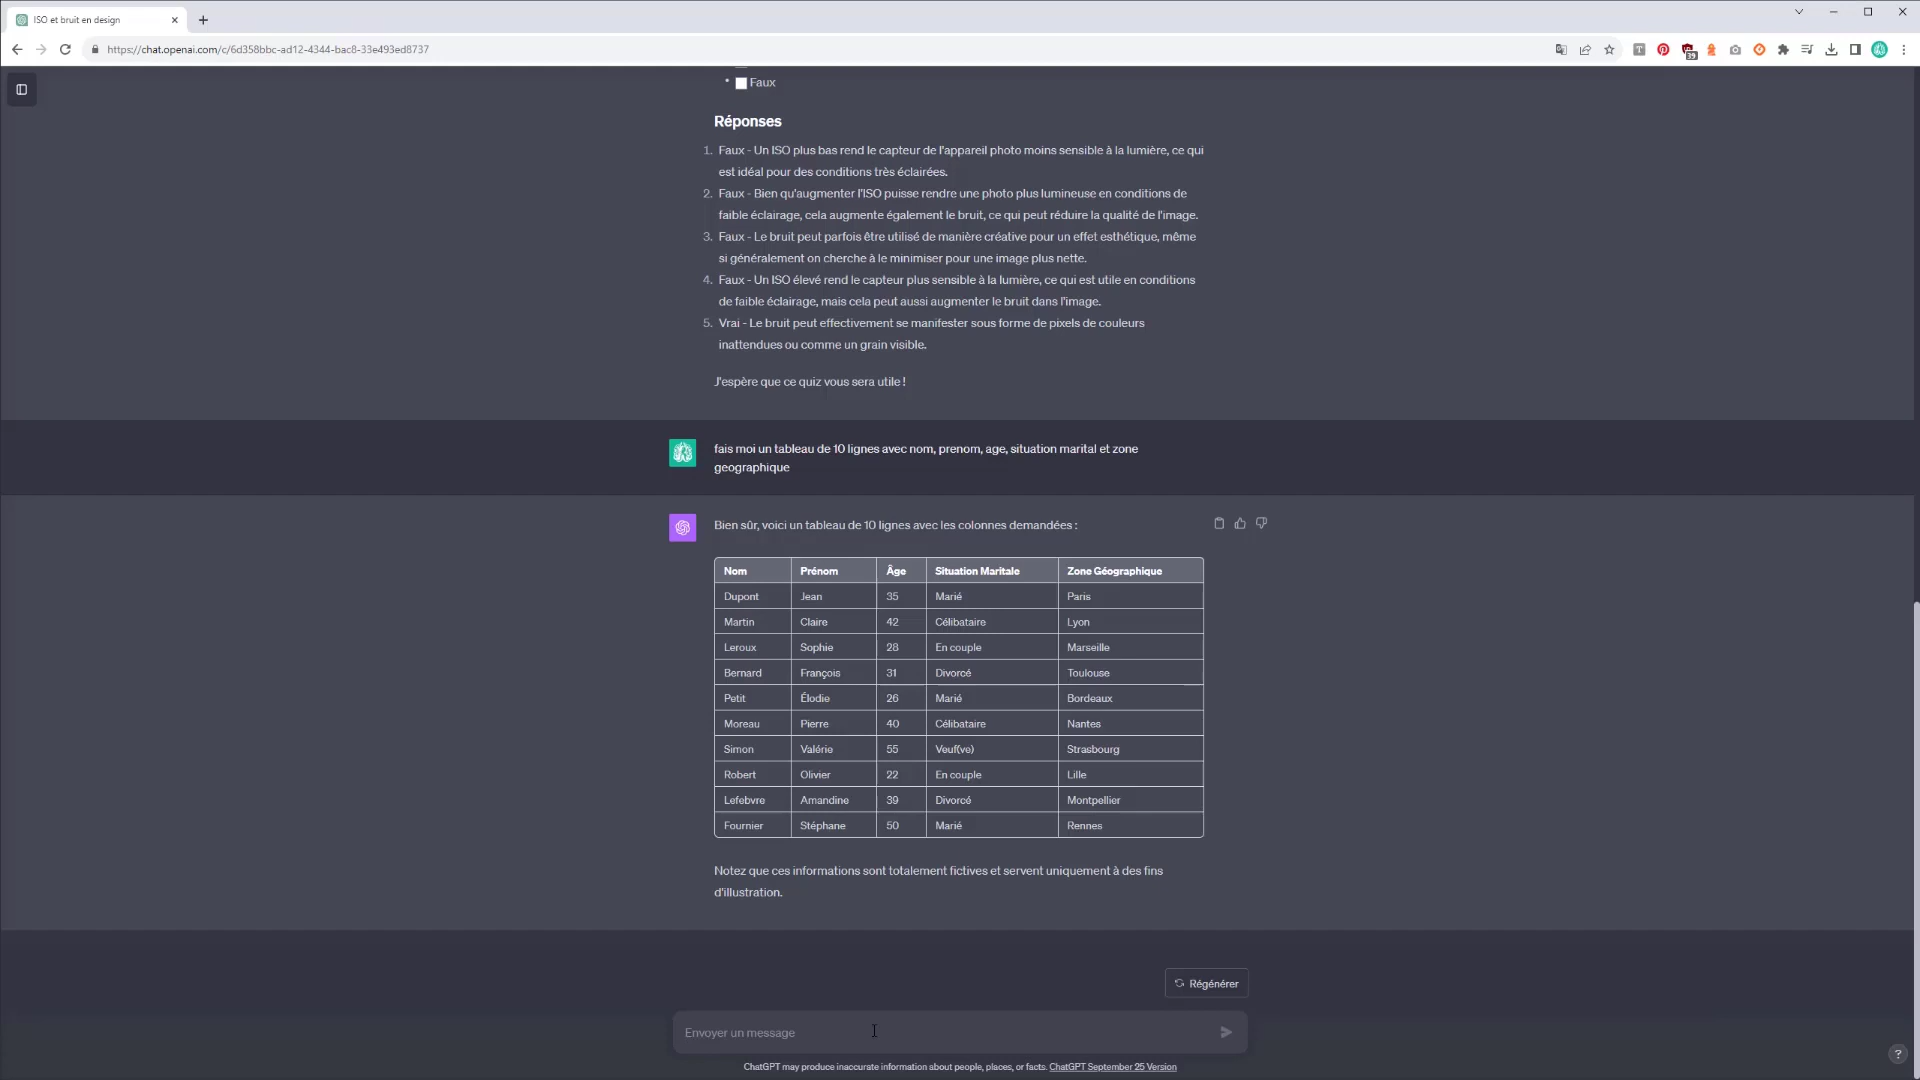 ISO et bruit en design
https://chat.openai.com/c/6d358bbc-ad12-4344-bac8-33e493ed8737
Faux
Réponses
1. Faux - Un ISO plus bas rend le capteur de l'appareil photo moins sensible à la lumière, ce qui
est idéal pour des conditions très éclairées.
2. Faux - Bien qu'augmenter l'ISO puisse rendre une photo plus lumineuse en conditions de
faible éclairage, cela augmente également le bruit, ce qui peut réduire la qualité de l'image.
3. Faux - Le bruit peut parfois être utilisé de manière créative pour un effet esthétique, même
si généralement on cherche à le minimiser pour une image plus nette.
4. Faux - Un ISO élevé rend le capteur plus sensible à la lumière, ce qui est utile en conditions
de faible éclairage, mais cela peut aussi augmenter le bruit dans l'image.
5. Vrai - Le bruit peut effectivement se manifester sous forme de pixels de couleurs
inattendues ou comme un grain visible.
J'espère que ce quiz vous sera utile !
fais moi un tableau de 10 lignes avec nom, prenom, age, situation marital et zone
geographique
Bien sûr, voici un tableau de 10 lignes avec les colonnes demandées :
Nom Prénom Âge Situation Maritale Zone Géographique
Dupont Jean 35 Marié Paris
Martin Claire 42 Célibataire Lyon
Leroux Sophie 28 En couple Marseille
Bernard François 31 Divorcé Toulouse
Petit Élodie 26 Marié Bordeaux
Moreau Pierre 40 Célibataire Nantes
Simon Valérie 55 Veuf(ve) Strasbourg
Robert Olivier 22 En couple Lille
Lefebvre Amandine 39 Divorcé Montpellier
Fournier Stéphane 50 Marié Rennes
Notez que ces informations sont totalement fictives et servent uniquement à des fins
d'illustration.
Régénérer
Envoyer un message
ChatGPT may produce inaccurate information about people, places, or facts. ChatGPT September 25 Version
?